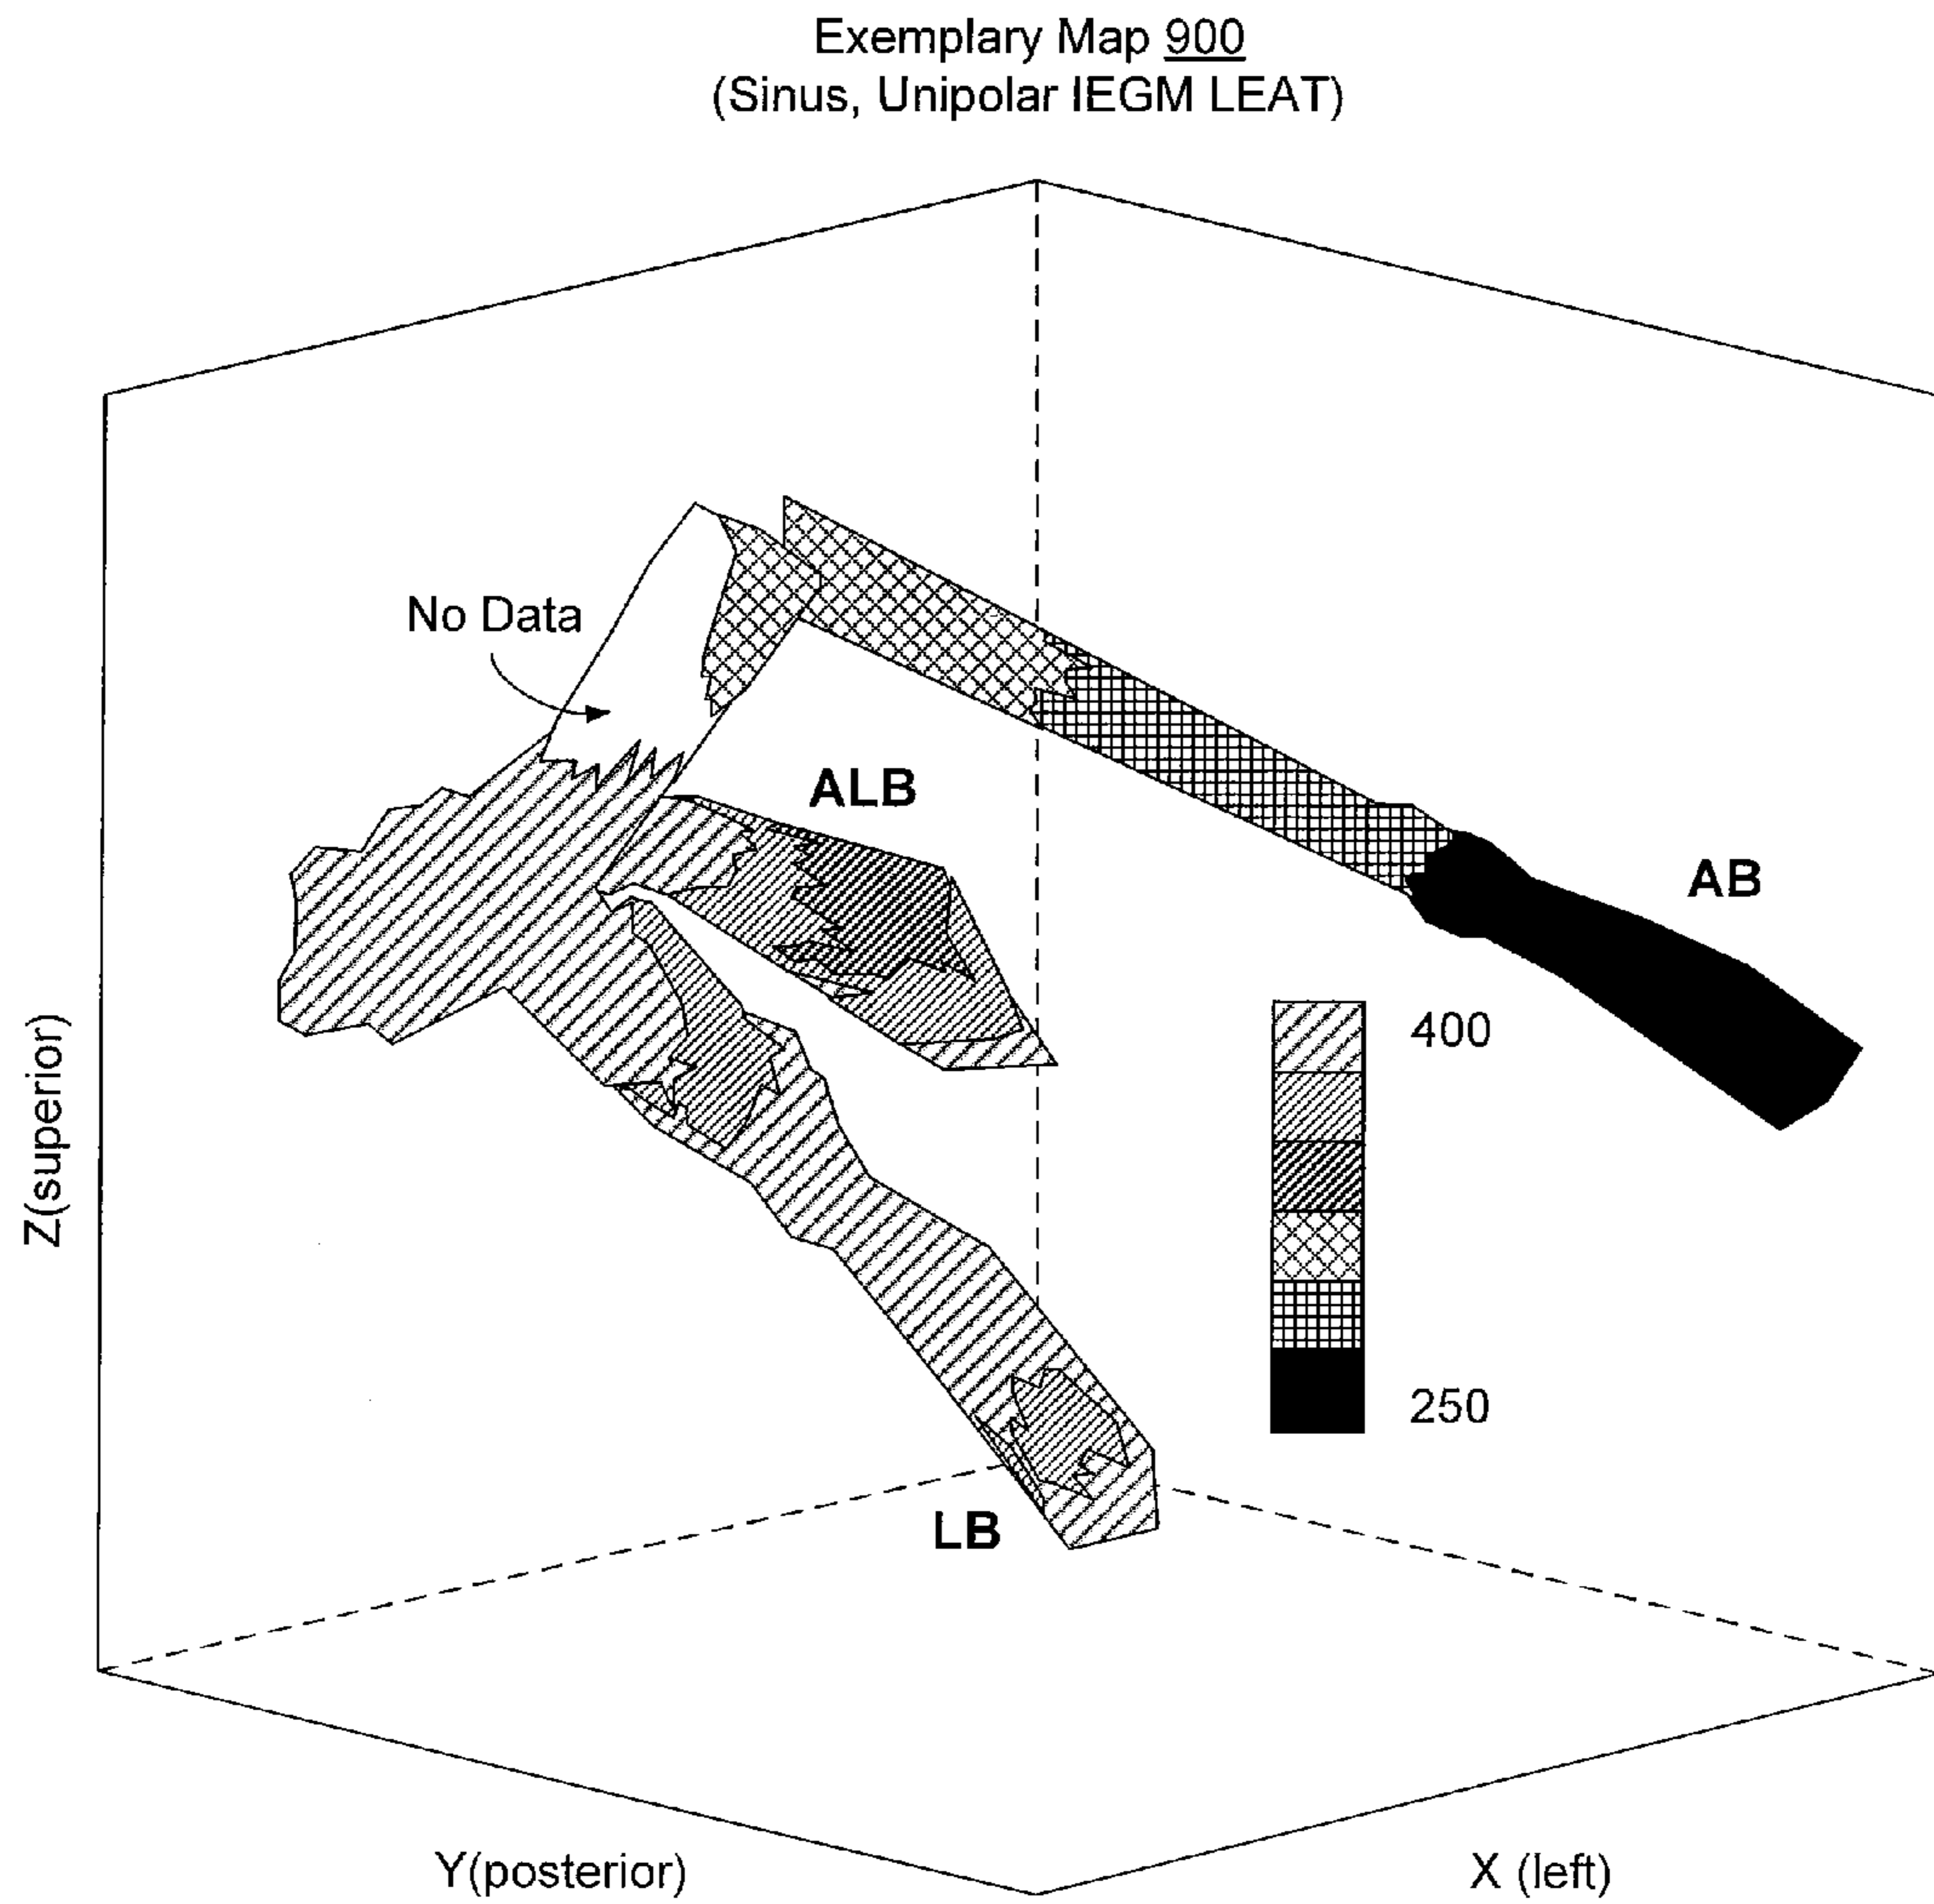 Exemplary Map 900
(Sinus, Unipolar IEGM LEAT)
No Data
ALB
AB
400
250
LB
Z(superior)
Y(posterior)
X (left)